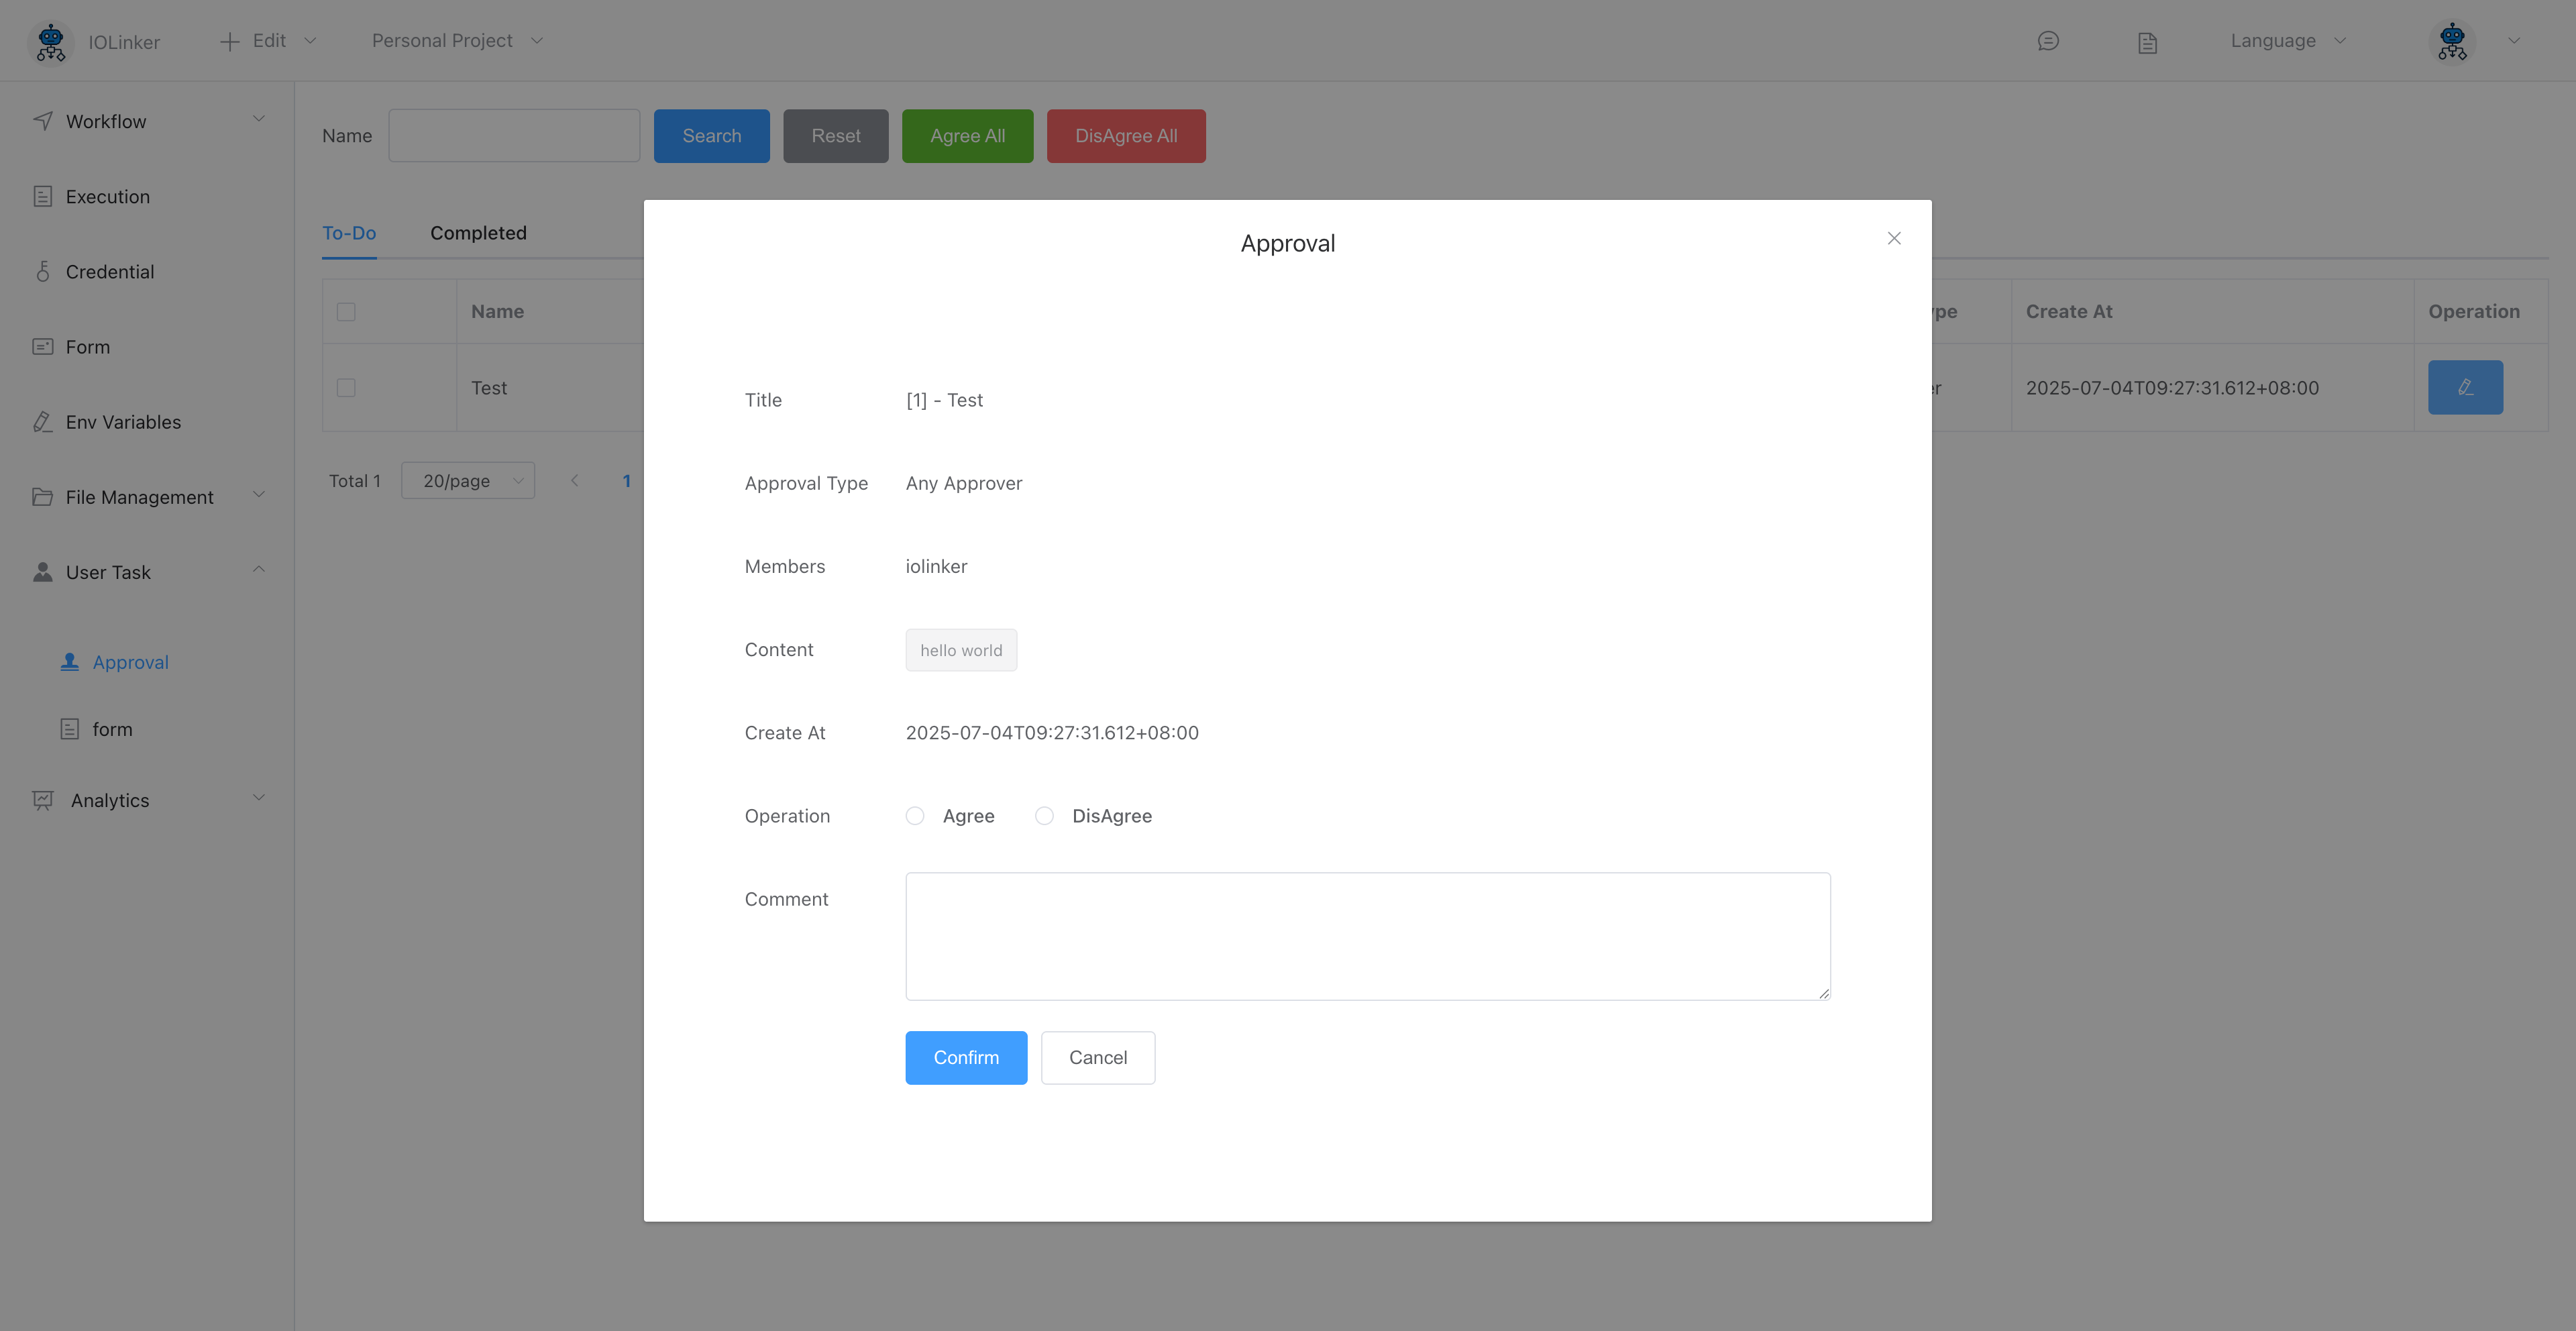 IOLinker
Edit
Personal Project
Language
Workflow
Execution
Credential
Form
Env Variables
File Management
User Task
Approval
form
Analytics
Name
Search
Reset
Agree All
DisAgree All
To-Do
Completed
Name
Create At
Operation
Test
2025-07-04T09:27:31.612+08:00
Total 1
20/page
1
Approval
Title
[1] - Test
Approval Type
Any Approver
Members
iolinker
Content
hello world
Create At
2025-07-04T09:27:31.612+08:00
Operation
Agree
DisAgree
Comment
Confirm
Cancel